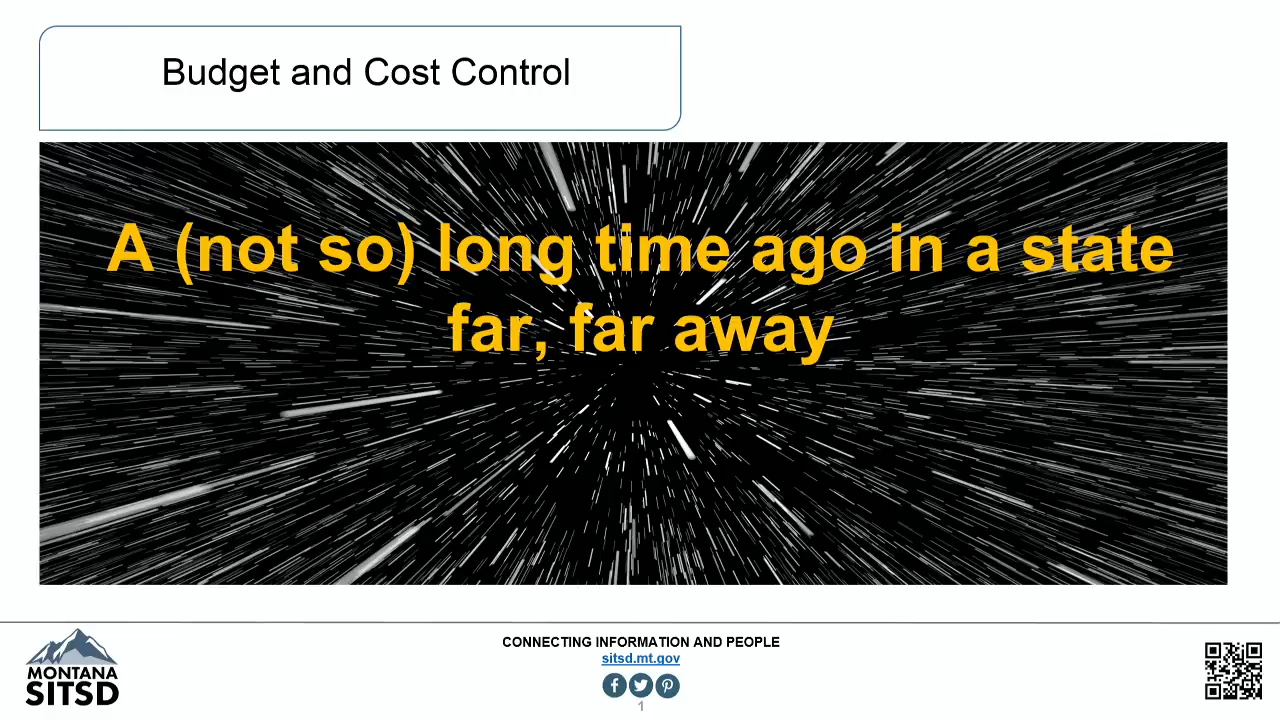 Budget and Cost Control
A (not so) long time ago in a state
far, far away
CONNECTING INFORMATION AND PEOPLE
sitsd.mt.gov
MONTANA
SITSD
1